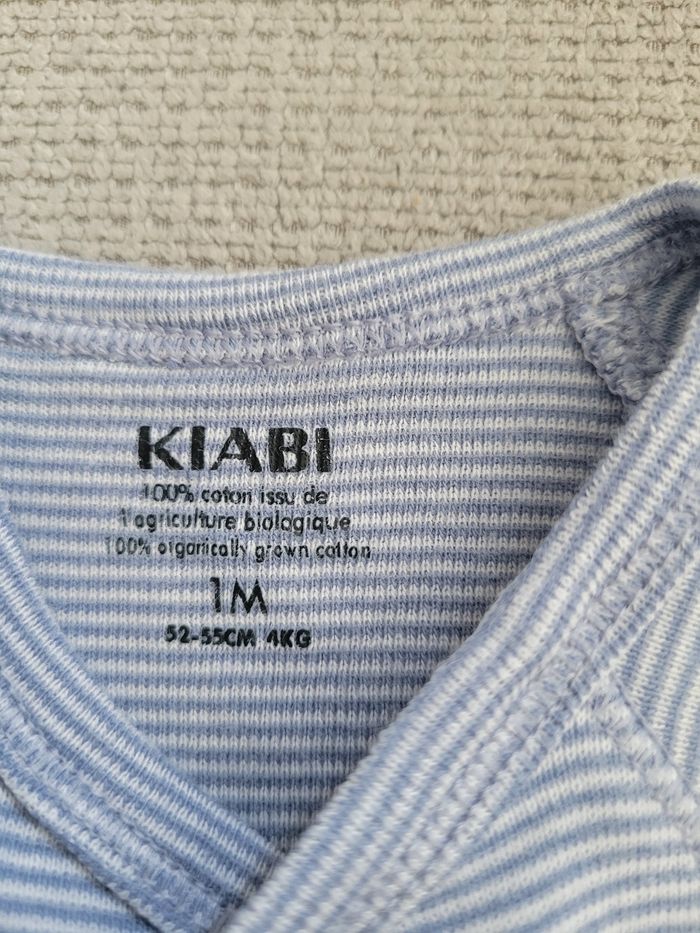 KIABI
100% coton issu de
l'agriculture biologique
100% organically grown cotton
1M
52-55CM 4KG